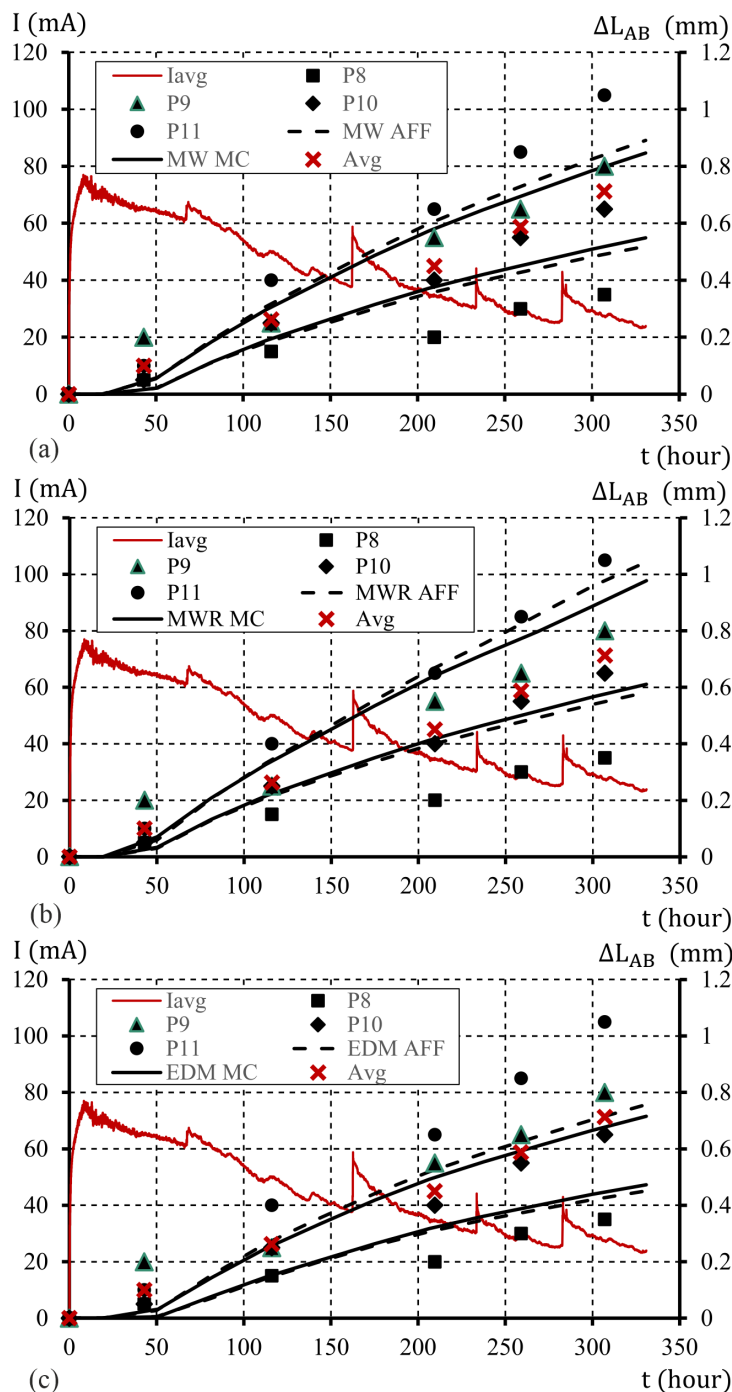 I (mA) ΔL_AB (mm)
120 1.2
Iavg P8
100 1
P9 P10
P11 MW AFF
80 0.8
MW MC Avg
60 0.6
40 0.4
20 0.2
0 0
0 50 100 150 200 250 300 350
(a) t (hour)
I (mA) ΔL_AB (mm)
120 1.2
Iavg P8
100 1
P9 P10
P11 MWR AFF
80 0.8
MWR MC Avg
60 0.6
40 0.4
20 0.2
0 0
0 50 100 150 200 250 300 350
(b) t (hour)
I (mA) ΔL_AB (mm)
120 1.2
Iavg P8
100 1
P9 P10
P11 EDM AFF
80 0.8
EDM MC Avg
60 0.6
40 0.4
20 0.2
0 0
0 50 100 150 200 250 300 350
(c) t (hour)